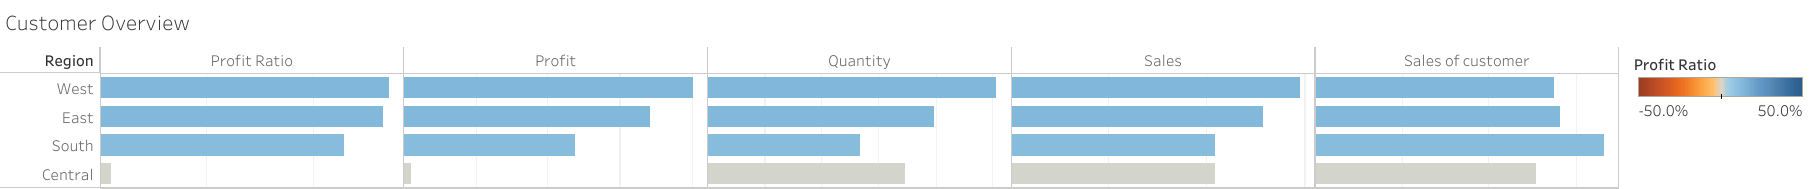 Customer Overview
Region Profit Ratio Profit Quantity Sales Sales of customer
West
East
South
Central
Profit Ratio
-50.0% 50.0%